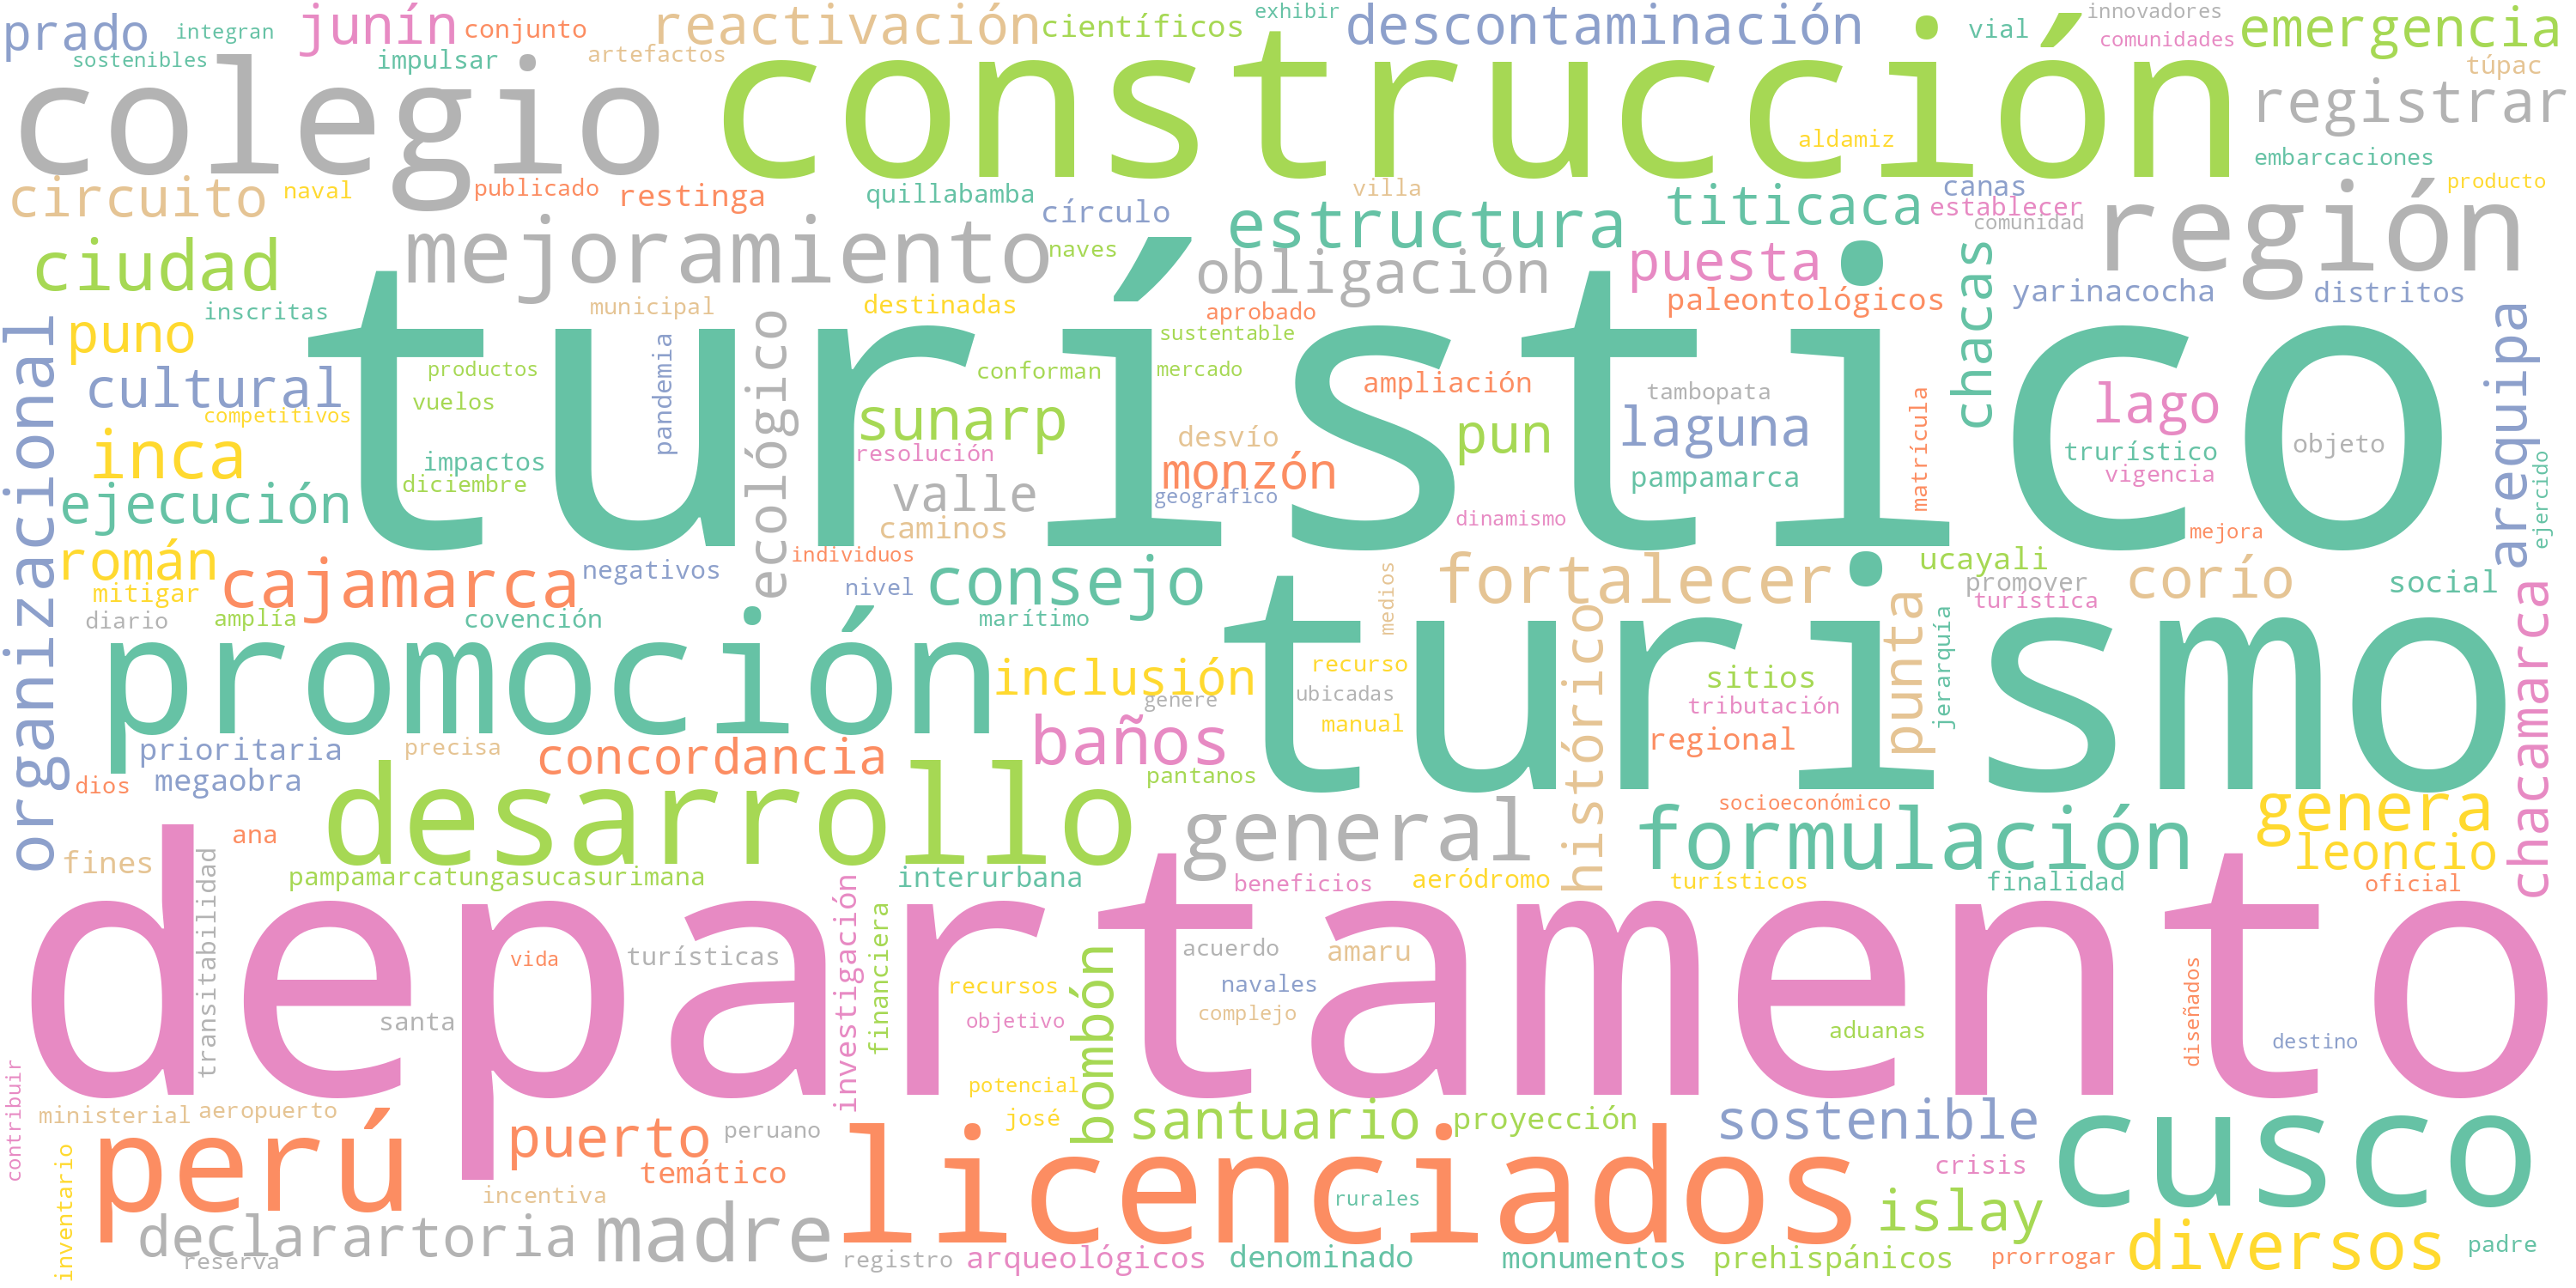 prado integran junín conjunto reactivación científicos exhibir descontaminación vial innovadores emergencia
sostenibles impulsar artefactos comunidades túpac
colegio construcción registrar
aldamiz embarcaciones
circuito naval publicado restinga quillabamba círculo villa titicaca canas establecer región producto
ciudad mejoramiento naves estructura obligación puesta comunidad chacas
inscritas municipal destinadas aprobado paleontológicos yarinacocha distritos
organizacional puno turístico pandemia ecológico sustentable arequipa
cultural productos vuelos conforman mercado ampliación tambopata matrícula lago
competitivos sunarp desvío pun laguna trurístico objeto
inca impactos diciembre resolución monzón pampamarca vigencia
ejecución valle geográfico dinamismo ejercido
román caminos individuos mejora
mitigar cajamarca negativos nivel consejo medios fortalecer ucayali promover corío social
diario amplía covención marítimo turística chacamarca
promoción inclusión recurso turismo histórico sitios punta jerarquía
genere ubicadas tributación
prioritaria precisa concordancia baños manual regional
dios megaobra pantanos
ana desarrollo general socioeconómico formulación genera
fines leoncio
transitabilidad pampamarcatungasucasurimana investigación interurbana beneficios aeródromo turísticos finalidad oficial
departamento
vida turísticas financiera bombón acuerdo amaru
santa recursos navales diseñados
objetivo complejo aduanas destino
contribuir potencial
ministerial aeropuerto josé santuario proyección sostenible cusco
inventario perú puerto peruano licenciados
temático crisis
incentiva rurales islay
declarartoria madre diversos
reserva registro arqueológicos denominado monumentos prehispánicos prorrogar padre